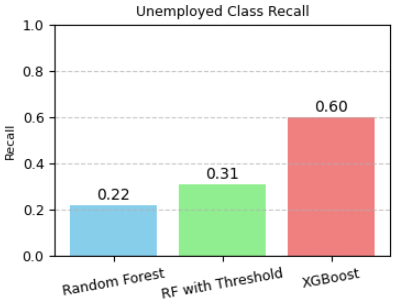 Unemployed Class Recall
Recall
1.0
0.8
0.6
0.4
0.2
0.0
0.22
0.31
0.60
Random Forest
RF with Threshold
XGBoost